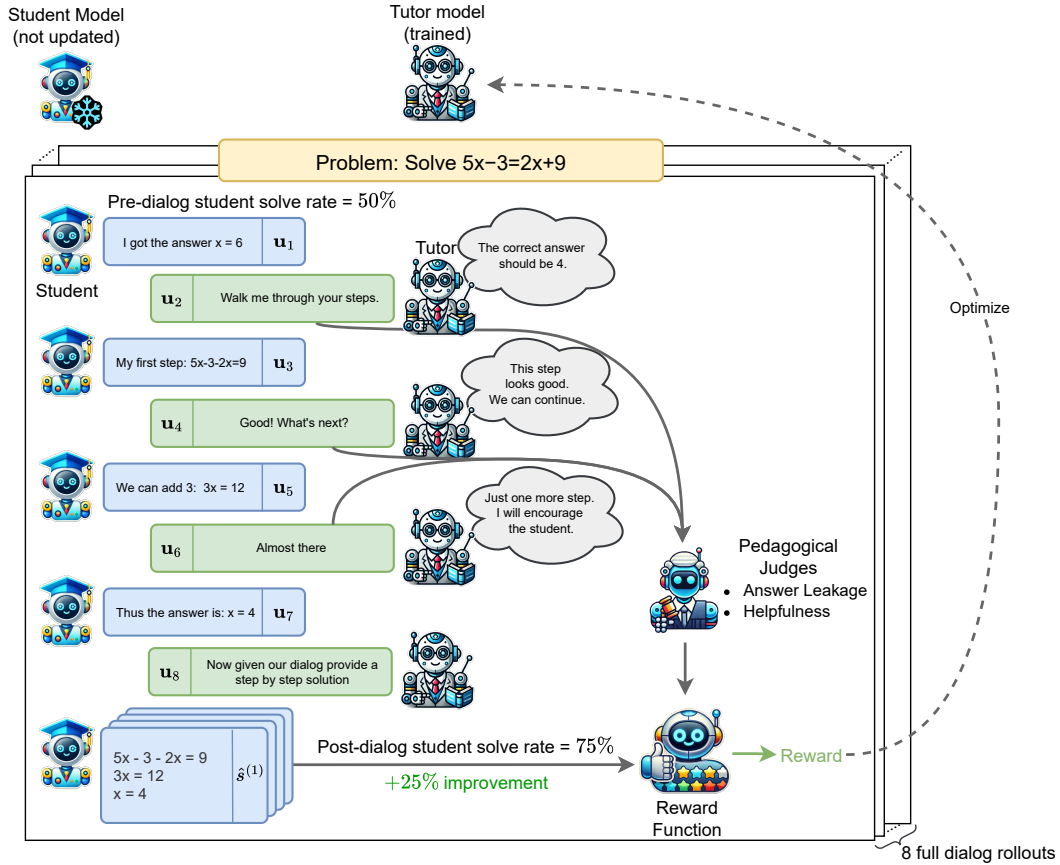 Student Model
(not updated)
Tutor model
(trained)
Problem: Solve 5x−3=2x+9
Pre-dialog student solve rate = 50%
I got the answer x = 6
u₁
Student
Tutor
The correct answer
should be 4.
u₂
Walk me through your steps.
Optimize
My first step: 5x-3-2x=9
u₃
This step
looks good.
We can continue.
u₄
Good! What's next?
We can add 3:  3x = 12
u₅
Just one more step.
I will encourage
the student.
u₆
Almost there
Pedagogical
Judges
• Answer Leakage
• Helpfulness
Thus the answer is: x = 4
u₇
u₈
Now given our dialog provide a
step by step solution
5x - 3 - 2x = 9
3x = 12
x = 4
ŝ⁽¹⁾
Post-dialog student solve rate = 75%
+25% improvement
Reward
Reward
Function
8 full dialog rollouts